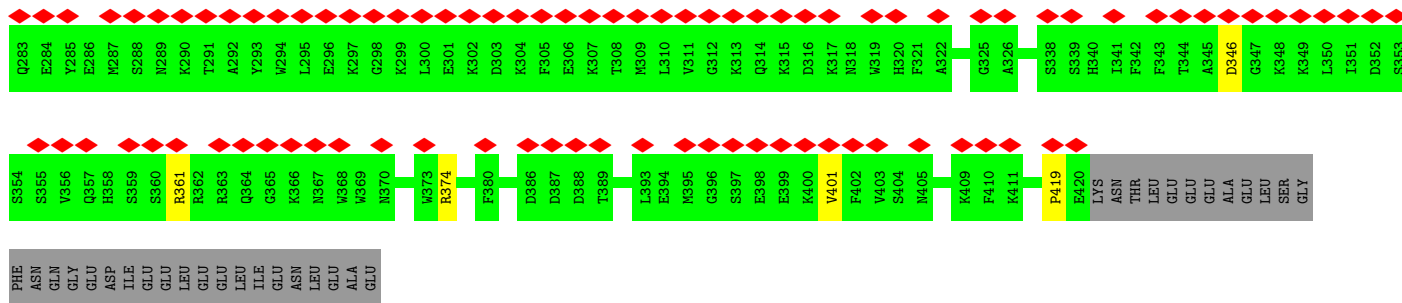 Q283 E284 Y285 E286 M287 S288 N289 K290 T291 A292 Y293 W294 L295 E296 K297 G298 K299 L300 E301 K302 D303 K304 F305 E306 K307 T308 M309 L310 V311 G312 K313 Q314 K315 D316 K317 N318 W319 H320 F321 A322 G325 A326 S338 S339 H340 I341 F342 F343 T344 A345 D346 G347 K348 K349 L350 I351 D352 S353
S354 S355 V356 Q357 H358 S359 S360 R361 R362 R363 Q364 G365 K366 N367 W368 W369 N370 W373 R374 F380 D386 D387 D388 T389 L393 E394 M395 G396 S397 E398 E399 K400 V401 F402 V403 S404 N405 K409 F410 K411 P419 E420 LYS ASN THR LEU GLU GLU GLU ALA GLU LEU SER GLY
PHE ASN GLN GLY GLU ASP ILE GLU GLU LEU GLU GLU LEU ILE GLU ASN LEU GLU ALA GLU